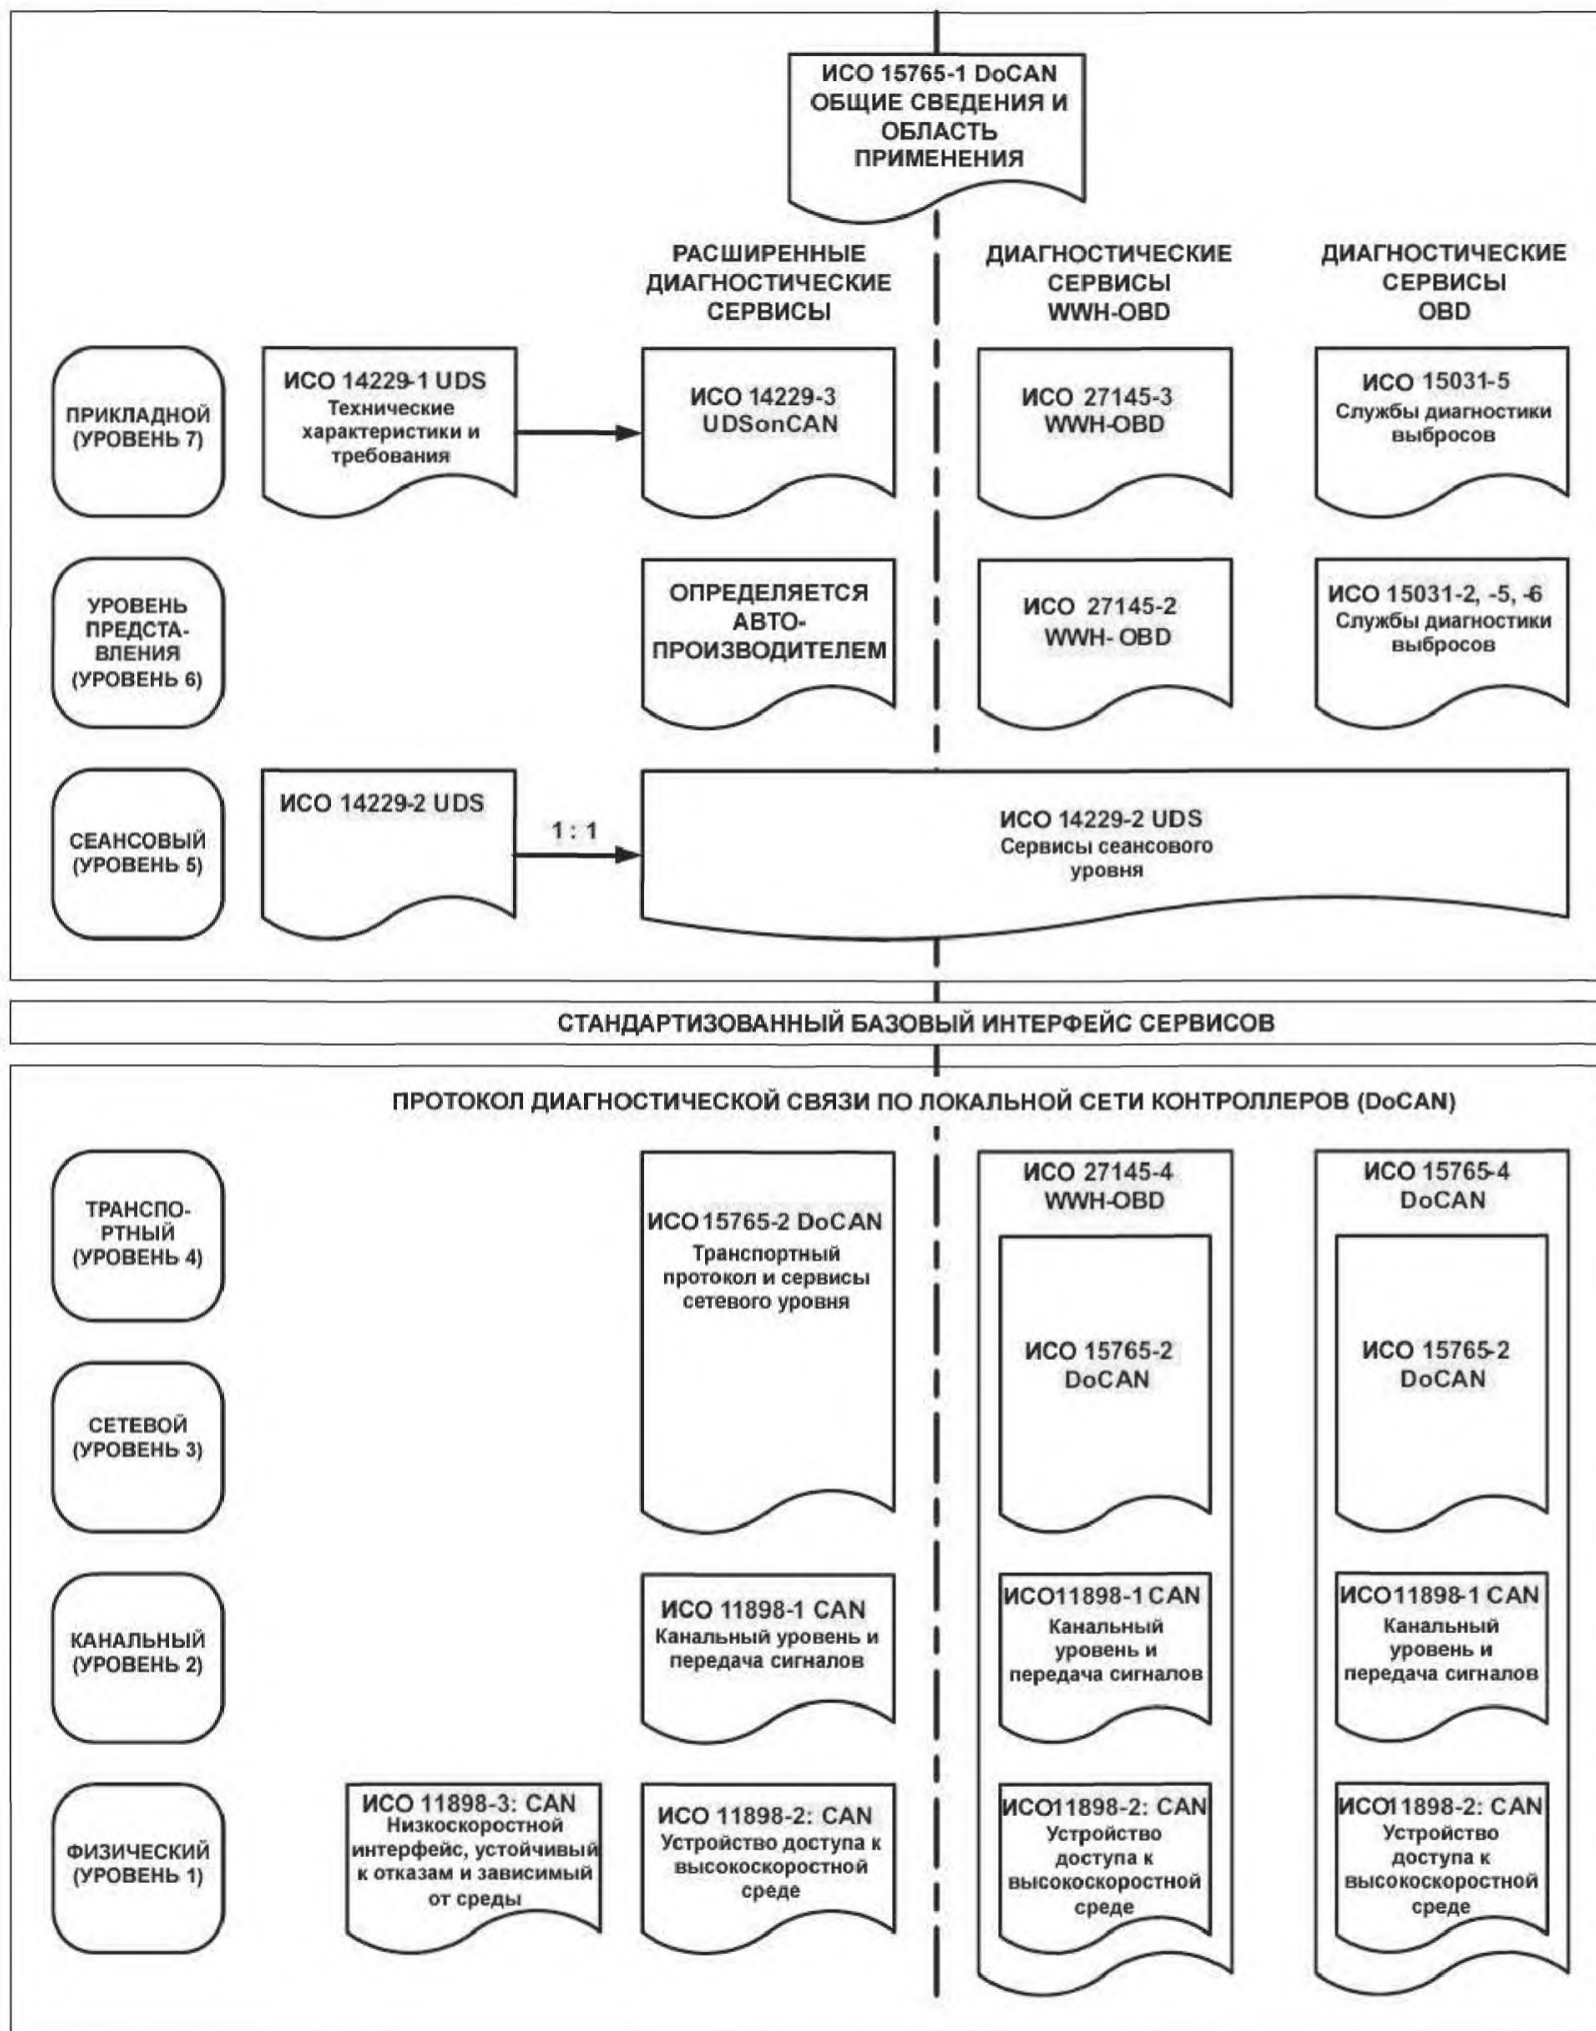 ИСО 15765-1 DoCAN
ОБЩИЕ СВЕДЕНИЯ И
ОБЛАСТЬ
ПРИМЕНЕНИЯ
РАСШИРЕННЫЕ
ДИАГНОСТИЧЕСКИЕ
СЕРВИСЫ
ДИАГНОСТИЧЕСКИЕ
СЕРВИСЫ
WWH-OBD
ДИАГНОСТИЧЕСКИЕ
СЕРВИСЫ
OBD
ПРИКЛАДНОЙ
(УРОВЕНЬ 7)
ИСО 14229-1 UDS
Технические
характеристики и
требования
ИСО 14229-3
UDSonCAN
ИСО 27145-3
WWH-OBD
ИСО 15031-5
Службы диагностики
выбросов
УРОВЕНЬ
ПРЕДСТА-
ВЛЕНИЯ
(УРОВЕНЬ 6)
ОПРЕДЕЛЯЕТСЯ
АВТО-
ПРОИЗВОДИТЕЛЕМ
ИСО 27145-2
WWH- OBD
ИСО 15031-2, -5, -6
Службы диагностики
выбросов
СЕАНСОВЫЙ
(УРОВЕНЬ 5)
ИСО 14229-2 UDS
1 : 1
ИСО 14229-2 UDS
Сервисы сеансового
уровня
СТАНДАРТИЗОВАННЫЙ БАЗОВЫЙ ИНТЕРФЕЙС СЕРВИСОВ
ПРОТОКОЛ ДИАГНОСТИЧЕСКОЙ СВЯЗИ ПО ЛОКАЛЬНОЙ СЕТИ КОНТРОЛЛЕРОВ (DoCAN)
ТРАНСПО-
РТНЫЙ
(УРОВЕНЬ 4)
ИСО 15765-2 DoCAN
Транспортный
протокол и сервисы
сетевого уровня
ИСО 27145-4
WWH-OBD
ИСО 15765-4
DoCAN
ИСО 15765-2
DoCAN
ИСО 15765-2
DoCAN
СЕТЕВОЙ
(УРОВЕНЬ 3)
КАНАЛЬНЫЙ
(УРОВЕНЬ 2)
ИСО 11898-1 CAN
Канальный уровень и
передача сигналов
ИСО11898-1 CAN
Канальный
уровень и
передача сигналов
ИСО11898-1 CAN
Канальный
уровень и
передача сигналов
ФИЗИЧЕСКИЙ
(УРОВЕНЬ 1)
ИСО 11898-3: CAN
Низкоскоростной
интерфейс, устойчивый
к отказам и зависимый
от среды
ИСО 11898-2: CAN
Устройство доступа к
высокоскоростной
среде
ИСО11898-2: CAN
Устройство
доступа к
высокоскоростной
среде
ИСО11898-2: CAN
Устройство
доступа к
высокоскоростной
среде